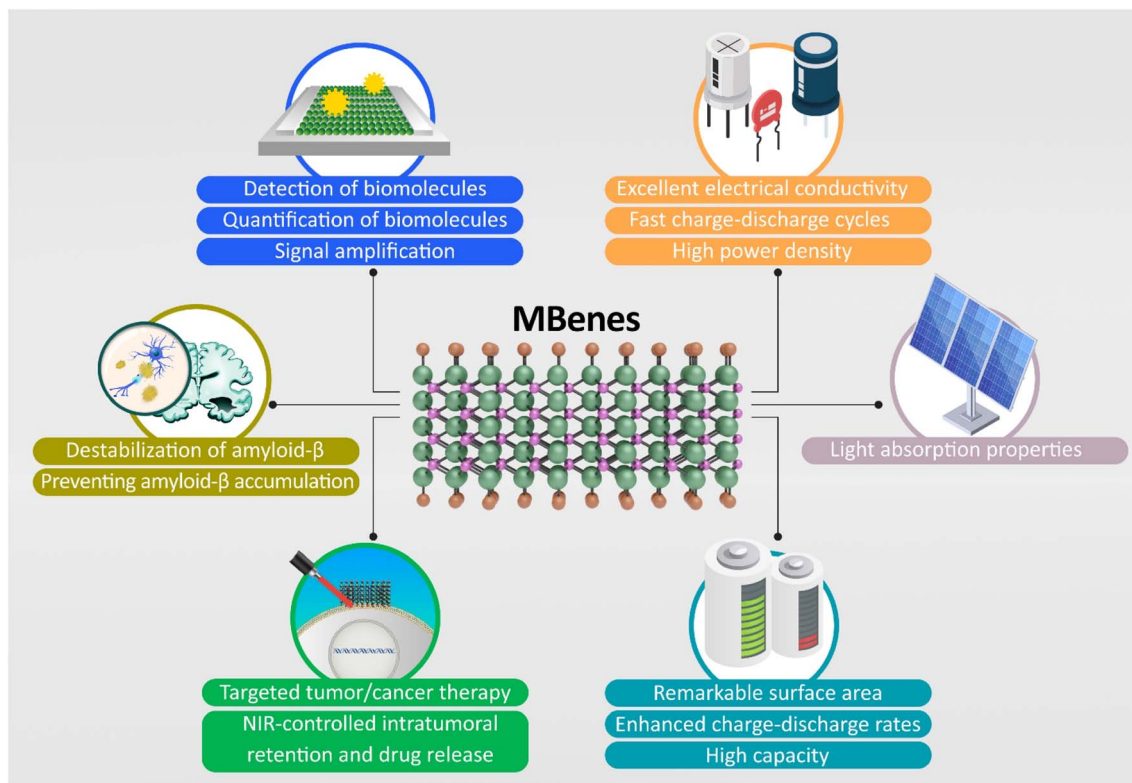 Detection of biomolecules
Quantification of biomolecules
Signal amplification
Excellent electrical conductivity
Fast charge-discharge cycles
High power density
MBenes
Destabilization of amyloid-β
Preventing amyloid-β accumulation
Light absorption properties
Targeted tumor/cancer therapy
NIR-controlled intratumoral
retention and drug release
Remarkable surface area
Enhanced charge-discharge rates
High capacity